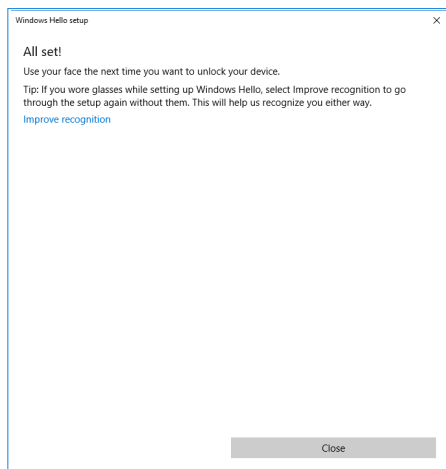 Windows Hello setup
All set!
Use your face the next time you want to unlock your device.
Tip: If you wore glasses while setting up Windows Hello, select Improve recognition to go
through the setup again without them. This will help us recognize you either way.
Improve recognition
Close